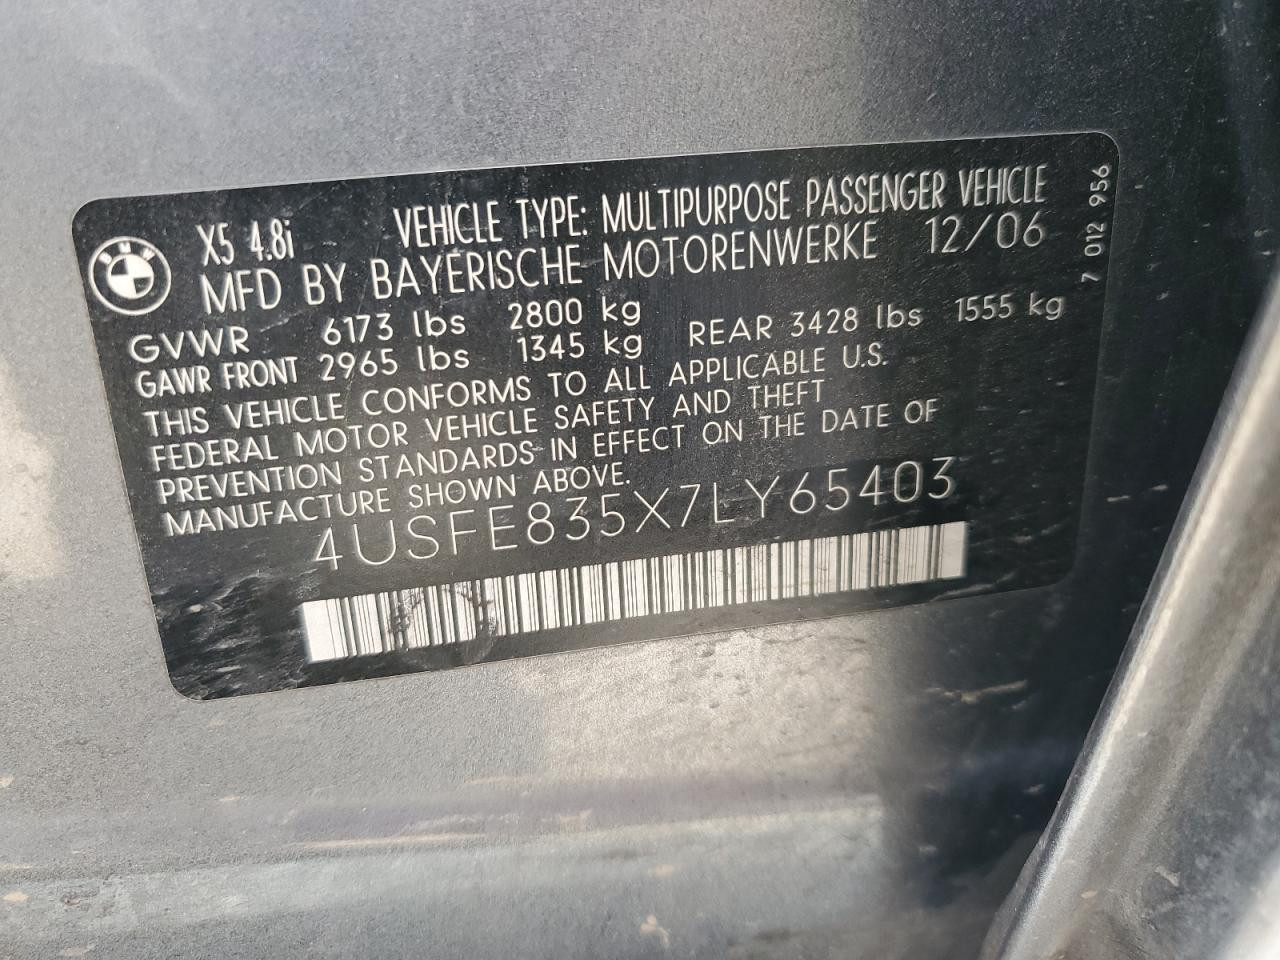 X5 4.8i VEHICLE TYPE: MULTIPURPOSE PASSENGER VEHICLE
MFD BY BAYERISCHE MOTORENWERKE 12/06
GVWR 6173 lbs 2800 kg
GAWR FRONT 2965 lbs 1345 kg REAR 3428 lbs 1555 kg
THIS VEHICLE CONFORMS TO ALL APPLICABLE U.S.
FEDERAL MOTOR VEHICLE SAFETY AND THEFT
PREVENTION STANDARDS IN EFFECT ON THE DATE OF
MANUFACTURE SHOWN ABOVE.
4USFE835X7LY65403
7 012 956